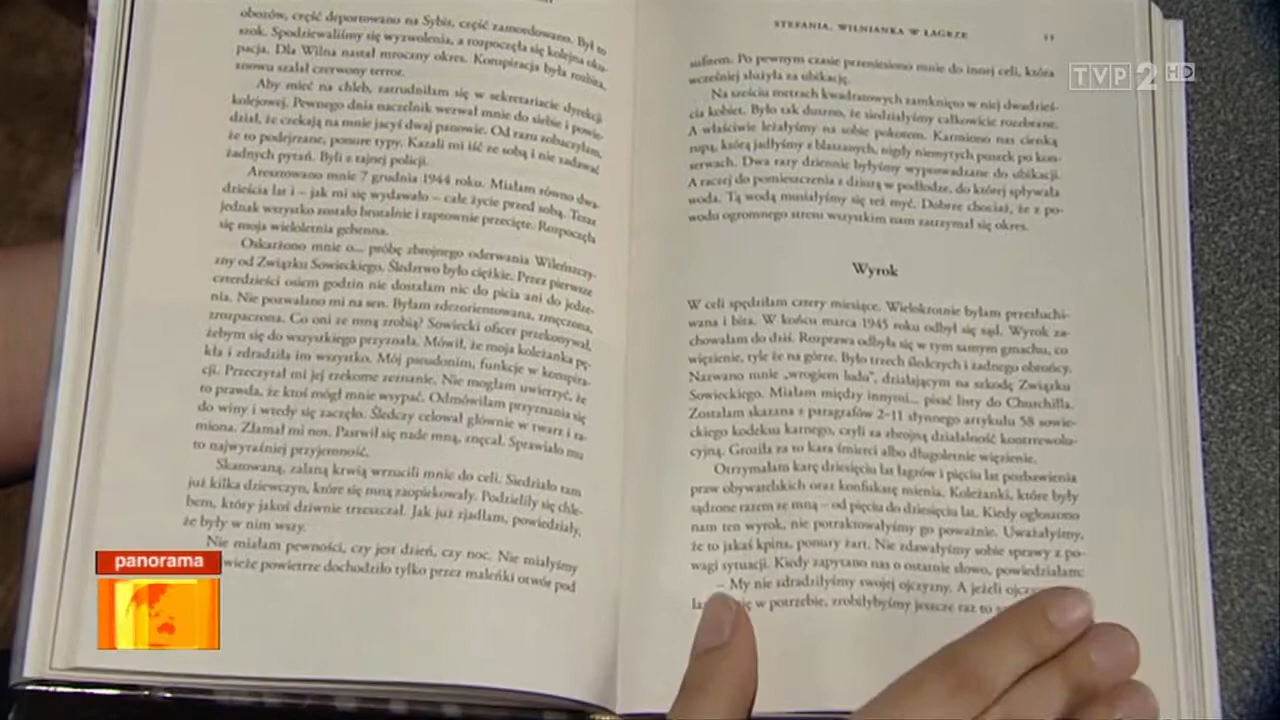 obozów, część deportowano na Sybir, część zamordowano. Był to
szok. Spodziewaliśmy się wyzwolenia, a rozpoczęła się kolejna oku-
pacja. Dla Wilna nastał mroczny okres. Konspiracja była rozbita,
znowu szalał czerwony terror.
Aby mieć na chleb, zatrudniłam się w sekretariacie dyrekcji
kolejowej. Pewnego dnia naczelnik wezwał mnie do siebie i powie-
dział, że czekają na mnie jacyś dwaj panowie. Od razu zobaczyłam,
że to podejrzane, ponure typy. Kazali mi iść ze sobą i nie zadawać
żadnych pytań. Byli z tajnej policji.
Aresztowano mnie 7 grudnia 1944 roku. Miałam równo dwa-
dzieścia lat i – jak mi się wydawało – całe życie przed sobą. Teraz
jednak wszystko zostało brutalnie i raptownie przecięte. Rozpoczęła
się moja wieloletnia gehenna.
Oskarżono mnie o... próbę zbrojnego oderwania Wileńszczy-
zny od Związku Sowieckiego. Śledztwo było ciężkie. Przez pierwsze
czterdzieści osiem godzin nie dostałam nic do picia ani do jedze-
nia. Nie pozwalano mi na sen. Byłam zdezorientowana, zmęczona,
zrozpaczona. Co oni ze mną zrobią? Sowiecki oficer przekonywał,
żebym się do wszystkiego przyznała. Mówił, że moja koleżanka pę-
kła i zdradziła im wszystko. Mój pseudonim, funkcje w konspira-
cji. Przeczytał mi jej rzekome zeznanie. Nie mogłam uwierzyć, że
to prawda, że ktoś mógł mnie wsypać. Odmówiłam przyznania się
do winy i wtedy się zaczęło. Śledczy celował głównie w twarz i ra-
miona. Złamał mi nos. Pastwił się nade mną, znęcał. Sprawiało mu
to najwyraźniej przyjemność.
Skatowaną, zalaną krwią wrzucili mnie do celi. Siedziało tam
już kilka dziewczyn, które się mną zaopiekowały. Podzieliły się chle-
bem, który jakoś dziwnie trzeszczał. Jak już zjadłam, powiedziały,
że były w nim wszy.
Nie miałam pewności, czy jest dzień, czy noc. Nie miałyśmy
wieże powietrze dochodziło tylko przez maleńki otwór pod
STEFANIA, WILNIANKA W ŁAGRZE
sufitem. Po pewnym czasie przeniesiono mnie do innej celi, która
wcześniej służyła za ubikację.
Na sześciu metrach kwadratowych zamknięto w niej dwadzieś-
cia kobiet. Było tak duszno, że siedziałyśmy całkowicie rozebrane.
A właściwie leżałyśmy na sobie pokotem. Karmiono nas cienką
zupą, którą jadłyśmy z blaszanych, nigdy niemytych puszek po kon-
serwach. Dwa razy dziennie byłyśmy wyprowadzane do ubikacji.
A raczej do pomieszczenia z dziurą w podłodze, do której spływała
woda. Tą wodą musiałyśmy się też myć. Dobrze chociaż, że z po-
wodu ogromnego stresu wszystkim nam zatrzymał się okres.
Wyrok
W celi spędziłam cztery miesiące. Wielokrotnie byłam przesłuchi-
wana i bita. W końcu marca 1945 roku odbył się sąd. Wyrok za-
chowałam do dziś. Rozprawa odbyła się w tym samym gmachu, co
więzienie, tyle że na górze. Było trzech śledczych i żadnego obrońcy.
Nazwano mnie „wrogiem ludu”, działającym na szkodę Związku
Sowieckiego. Miałam między innymi... pisać listy do Churchilla.
Zostałam skazana z paragrafów 2–11 słynnego artykułu 58 sowie-
ckiego kodeksu karnego, czyli za zbrojną działalność kontrrewolu-
cyjną. Groziła za to kara śmierci albo długoletnie więzienie.
Otrzymałam karę dziesięciu lat łagrów i pięciu lat pozbawienia
praw obywatelskich oraz konfiskatę mienia. Koleżanki, które były
sądzone razem ze mną – od pięciu do dziesięciu lat. Kiedy ogłoszono
nam ten wyrok, nie potraktowałyśmy go poważnie. Uważałyśmy,
że to jakaś kpina, ponury żart. Nie zdawałyśmy sobie sprawy z po-
wagi sytuacji. Kiedy zapytano nas o ostatnie słowo, powiedziałam:
– My nie zdradziłyśmy swojej ojczyzny. A jeżeli
w potrzebie, zrobiłybyśmy jeszcze raz to
TVP2 HD
panorama